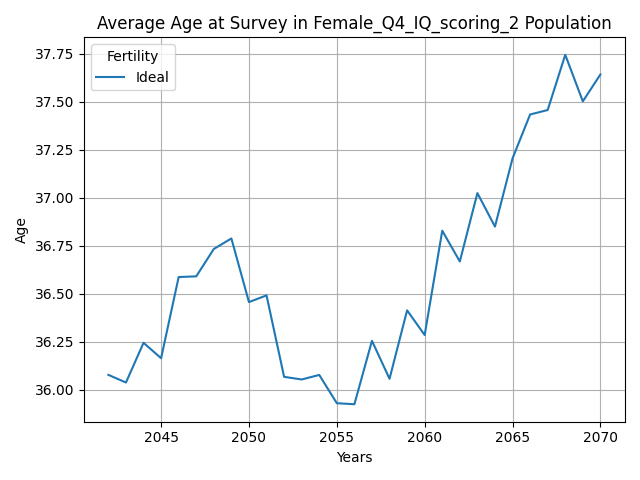 Average Age at Survey in Female_Q4_IQ_scoring_2 Population
Fertility
Ideal
Age
37.75
37.50
37.25
37.00
36.75
36.50
36.25
36.00
2045 2050 2055 2060 2065 2070
Years